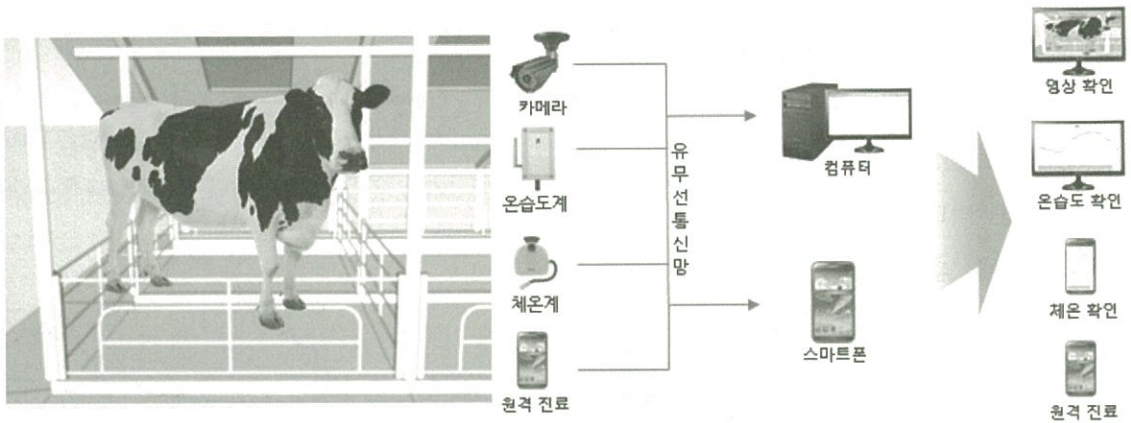 카메라
온습도계
체온계
원격 진료
유무선통신망
컴퓨터
스마트폰
영상 확인
온습도 확인
체온 확인
원격 진료